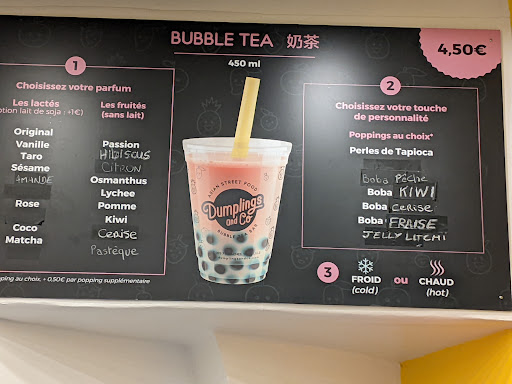 BUBBLE TEA 奶茶
450 ml
4,50€
1
Choisissez votre parfum
Les lactés
(option lait de soja : +1€)
Original
Vanille
Taro
Sésame
AMANDE
Rose
Coco
Matcha
Les fruités
(sans lait)
Passion
HIBISCUS
CITRON
Osmanthus
Lychee
Pomme
Kiwi
Cerise
Pastèque
ASIAN STREET FOOD
Dumplings
and Co
2
Choisissez votre touche
de personnalité
Poppings au choix*
Perles de Tapioca
Boba Pêche
Boba KIWI
Boba CERISE
Boba FRAISE
JELLY LITCHI
3
FROID
(cold)
ou
CHAUD
(hot)
au choix, + 0,50€ par popping supplémentaire